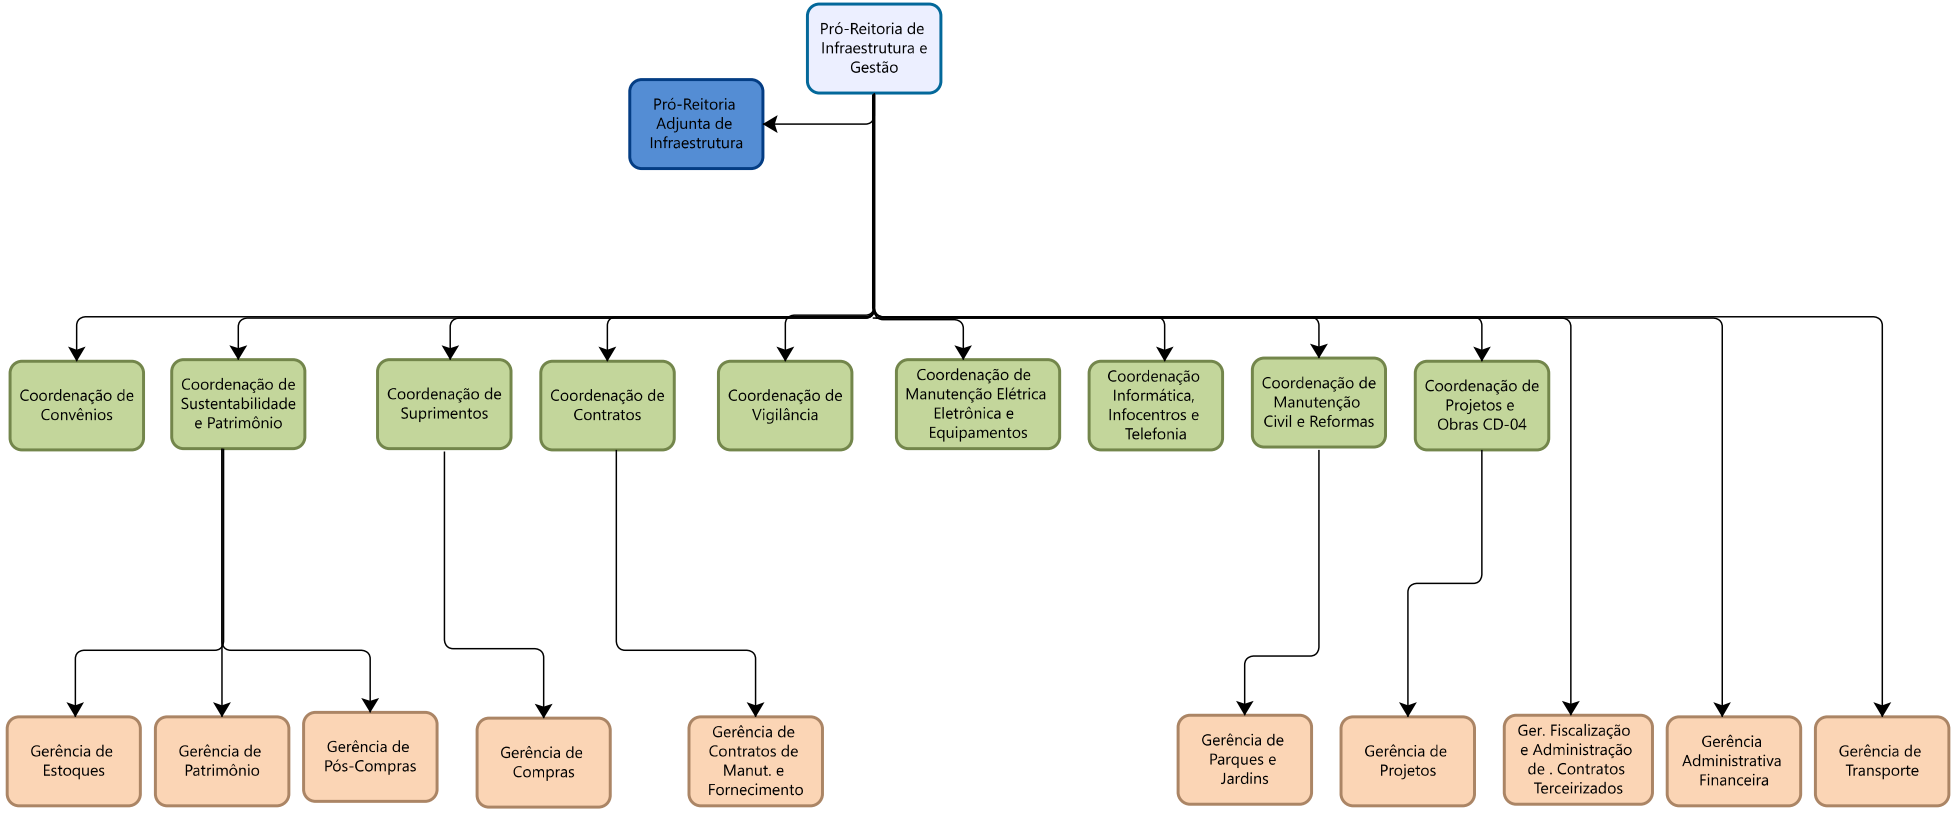 Pró-Reitoria de
Infraestrutura e
Gestão
Pró-Reitoria
Adjunta de
Infraestrutura
Coordenação de
Convênios
Coordenação de
Sustentabilidade
e Patrimônio
Coordenação de
Suprimentos
Coordenação de
Contratos
Coordenação de
Vigilância
Coordenação de
Manutenção Elétrica
Eletrônica e
Equipamentos
Coordenação
Informática,
Infocentros e
Telefonia
Coordenação de
Manutenção
Civil e Reformas
Coordenação de
Projetos e
Obras CD-04
Gerência de
Estoques
Gerência de
Patrimônio
Gerência de
Pós-Compras
Gerência de
Compras
Gerência de
Contratos de
Manut. e
Fornecimento
Gerência de
Parques e
Jardins
Gerência de
Projetos
Ger. Fiscalização
e Administração
de . Contratos
Terceirizados
Gerência
Administrativa
Financeira
Gerência de
Transporte